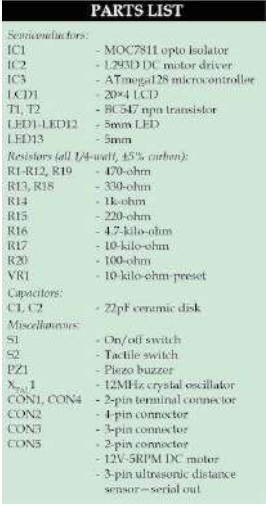 PARTS LIST
Semiconductors:
IC1 - MOC7811 opto isolator
IC2 - L293D DC motor driver
IC3 - ATmega128 microcontroller
LCD1 - 20×4 LCD
T1, T2 - BC547 npn transistor
LED1-LED12 - 5mm LED
LED13 - 5mm
Resistors (all 1/4-watt, ±5% carbon):
R1-R12, R19 - 470-ohm
R13, R18 - 330-ohm
R14 - 1k-ohm
R15 - 220-ohm
R16 - 4.7-kilo-ohm
R17 - 10-kilo-ohm
R20 - 100-ohm
VR1 - 10-kilo-ohm-preset
Capacitors:
C1, C2 - 22pF ceramic disk
Miscellaneous:
S1 - On/off switch
S2 - Tactile switch
PZ1 - Piezo buzzer
XTAL1 - 12MHz crystal oscillator
CON1, CON4 - 2-pin terminal connector
CON2 - 4-pin connector
CON3 - 3-pin connector
CON5 - 2-pin connector
- 12V-5RPM DC motor
- 3-pin ultrasonic distance
sensor—serial out